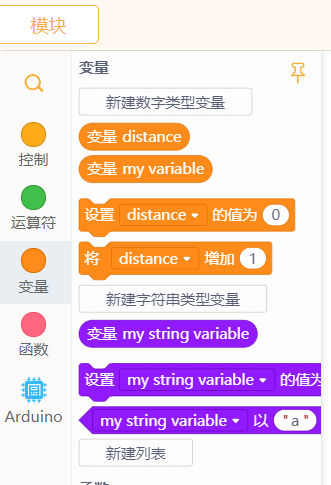 模块
变量
新建数字类型变量
变量 distance
变量 my variable
控制
设置 distance 的值为 0
运算符
将 distance 增加 1
变量
新建字符串类型变量
变量 my string variable
函数
设置 my string variable 的值为
my string variable 以 "a"
Arduino
新建列表